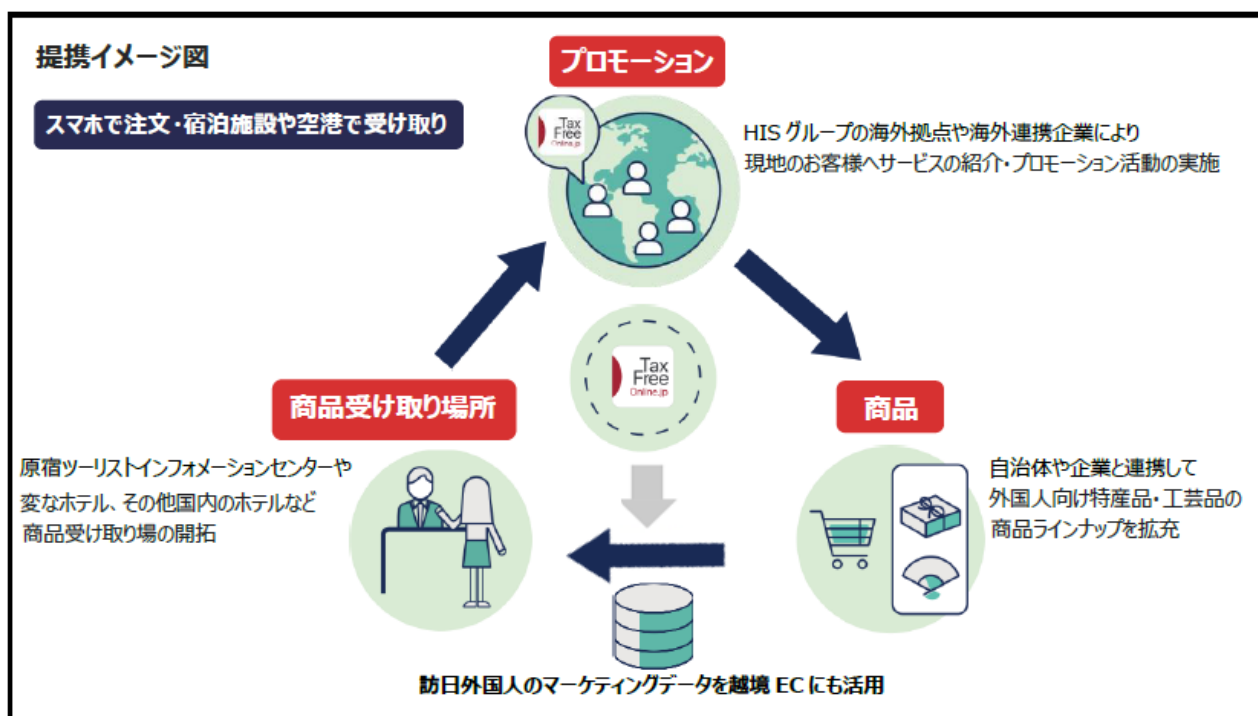 提携イメージ図
スマホで注文・宿泊施設や空港で受け取り
プロモーション
Tax
Free
Online.jp
HISグループの海外拠点や海外連携企業により
現地のお客様へサービスの紹介・プロモーション活動の実施
Tax
Free
Online.jp
商品受け取り場所
原宿ツーリストインフォメーションセンターや
変なホテル、その他国内のホテルなど
商品受け取り場の開拓
商品
自治体や企業と連携して
外国人向け特産品・工芸品の
商品ラインナップを拡充
訪日外国人のマーケティングデータを越境ECにも活用